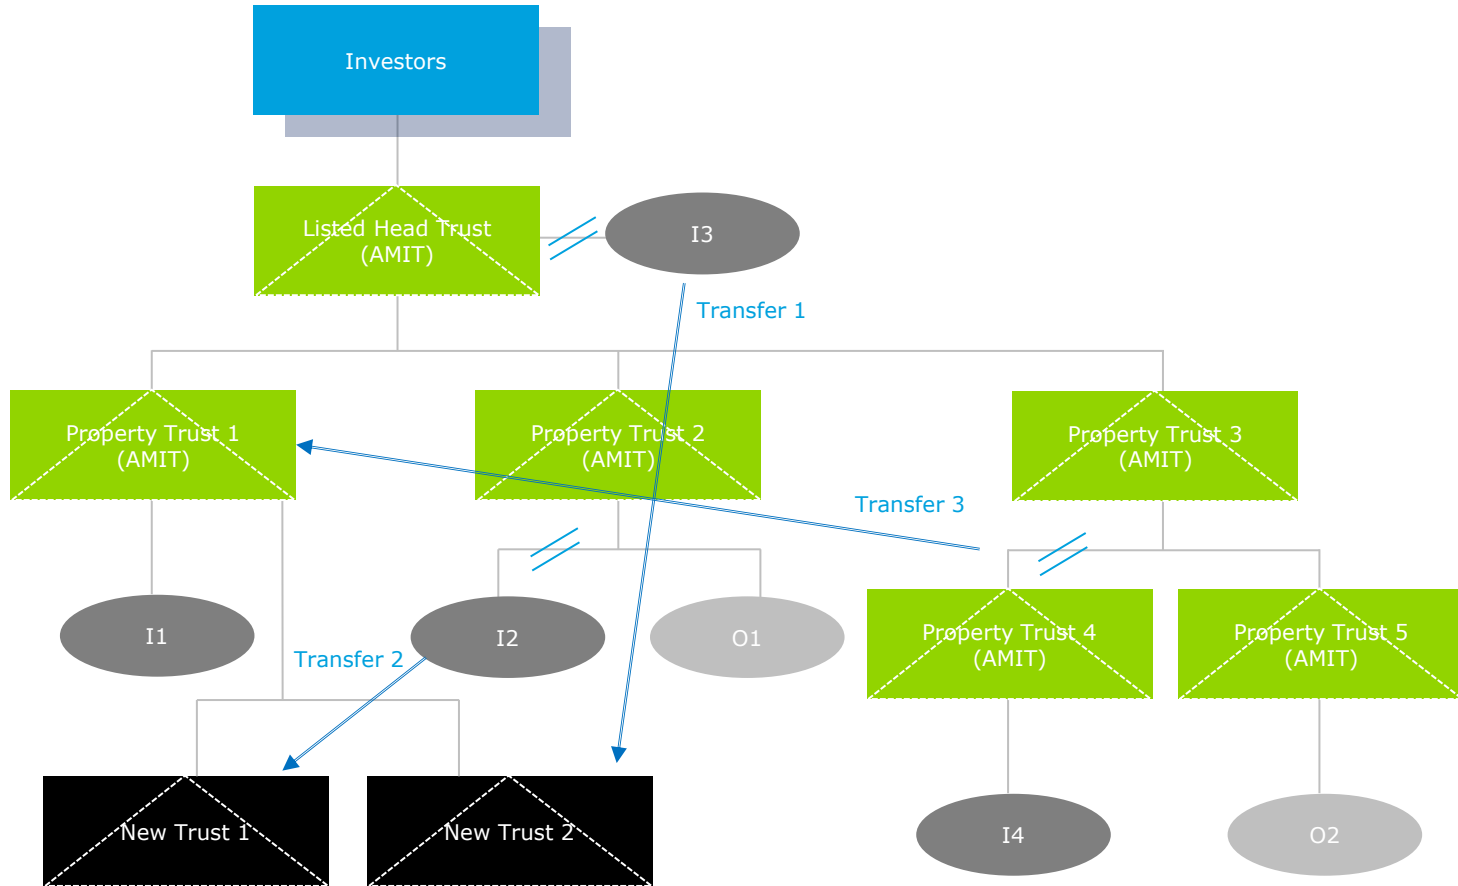 Investors
Listed Head Trust
(AMIT)
I3
Transfer 1
Property Trust 1
(AMIT)
Property Trust 2
(AMIT)
Property Trust 3
(AMIT)
Transfer 3
I1
Transfer 2
I2
O1
Property Trust 4
(AMIT)
Property Trust 5
(AMIT)
New Trust 1
New Trust 2
I4
O2